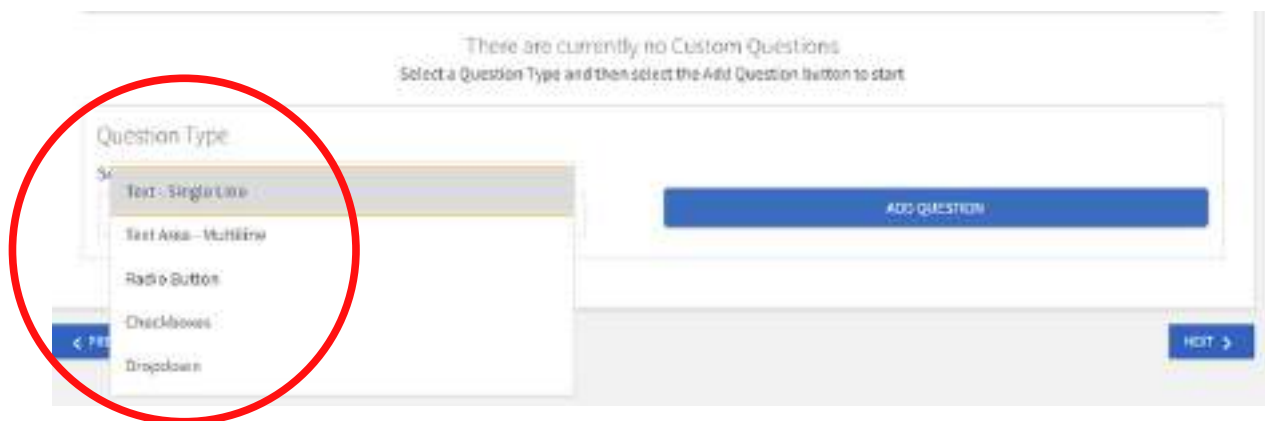 There are currently no Custom Questions
Select a Question Type and then select the Add Question button to start
Question Type
Text - Single Line
ADD QUESTION
Text Area - Multiline
Radio Button
Checkboxes
Dropdown
NEXT